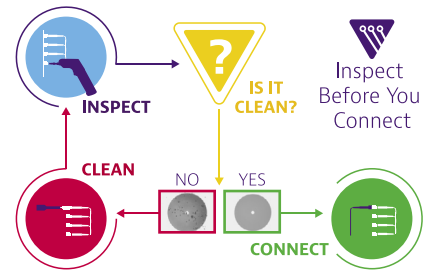 ?
INSPECT
IS IT
CLEAN?
Inspect
Before You
Connect
CLEAN
NO
YES
CONNECT